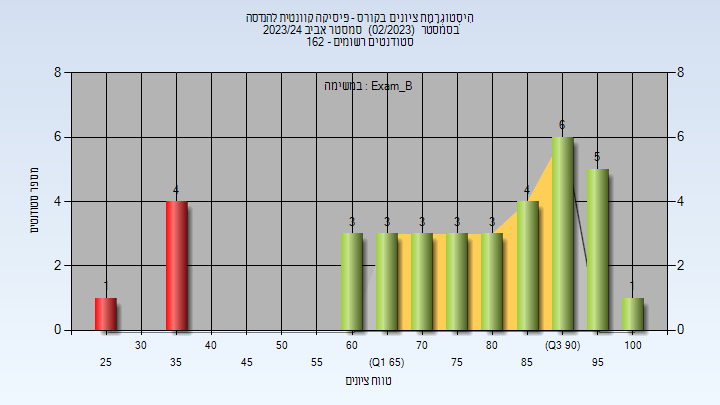 היסטוגרמת ציונים בקורס - פיסיקה קוונטית להנדסה
בסמסטר (02/2023) סמסטר אביב 2023/24
סטודנטים רשומים - 162
במשימה : Exam_B
מספר סטודנטים
8 8
6 6
4 4
2 2
0 0
1 4 3 3 3 3 3 4 6 5 1
30 40 50 60 70 80 (Q3 90) 100
25 35 45 55 (Q1 65) 75 85 95
טווח ציונים